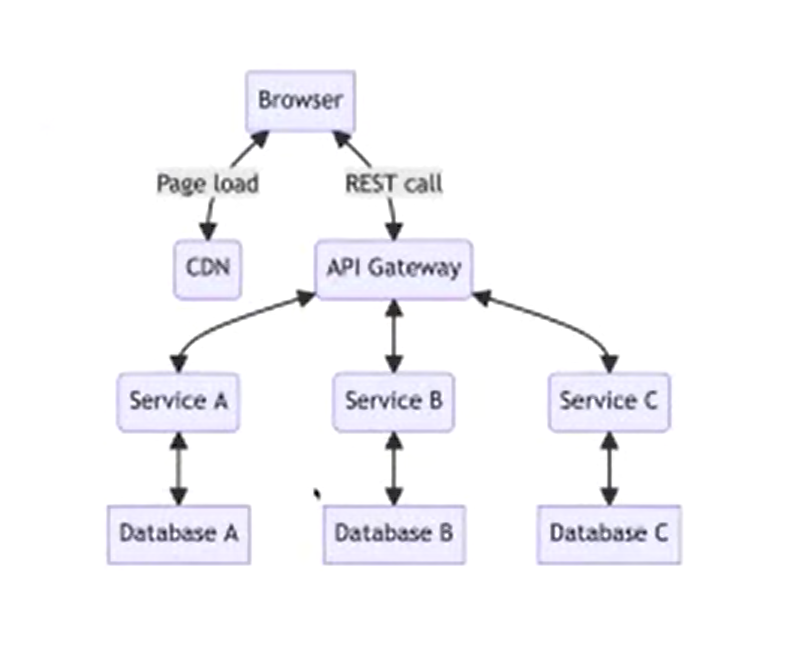 Browser
Page load
REST call
CDN
API Gateway
Service A
Service B
Service C
Database A
Database B
Database C